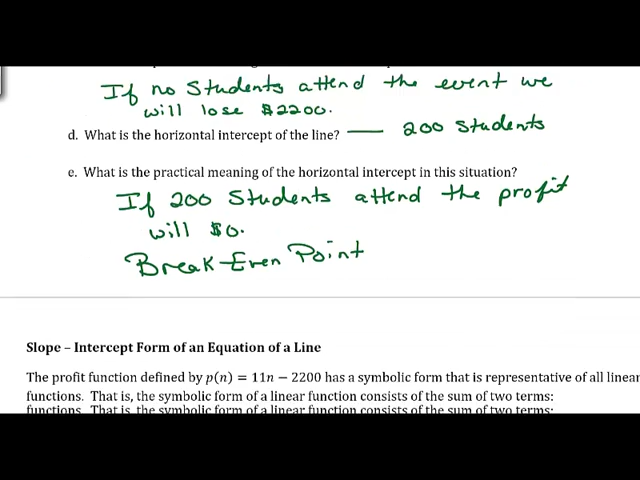 If no Students attend the event we
will lose $2200.
d. What is the horizontal intercept of the line? — 200 Students
e. What is the practical meaning of the horizontal intercept in this situation?
If 200 Students attend the profit
will $0.
Break-Even Point
Slope – Intercept Form of an Equation of a Line
The profit function defined by p(n) = 11n − 2200 has a symbolic form that is representative of all linear
functions. That is, the symbolic form of a linear function consists of the sum of two terms:
functions. That is, the symbolic form of a linear function consists of the sum of two terms: